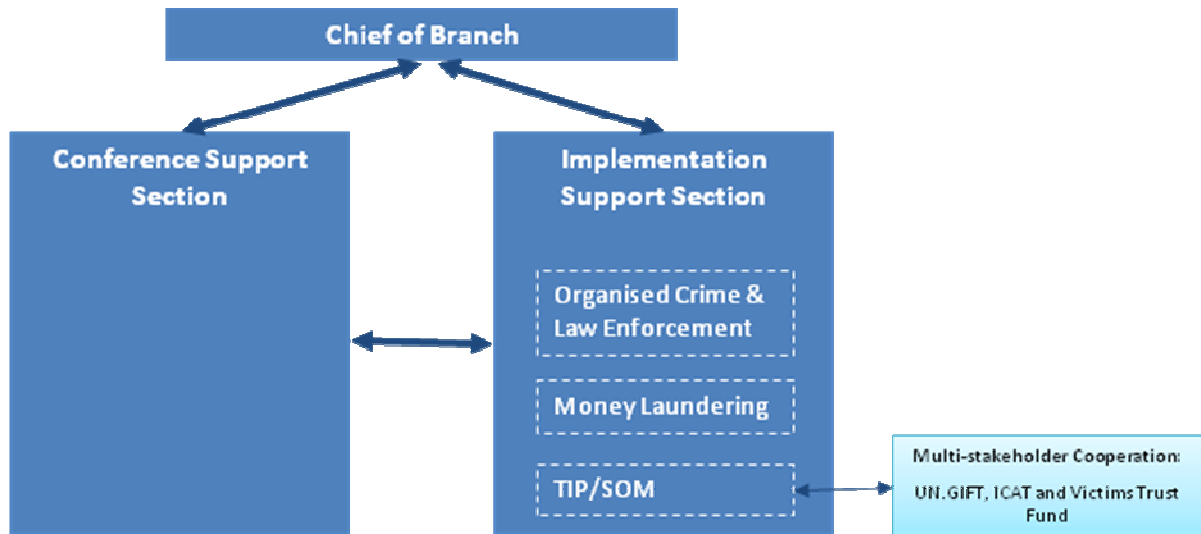 Chief of Branch
Conference Support
Section
Implementation
Support Section
Organised Crime &
Law Enforcement
Money Laundering
TIP/SOM
Multi-stakeholder Cooperation:
UN.GIFT, ICAT and Victims Trust
Fund